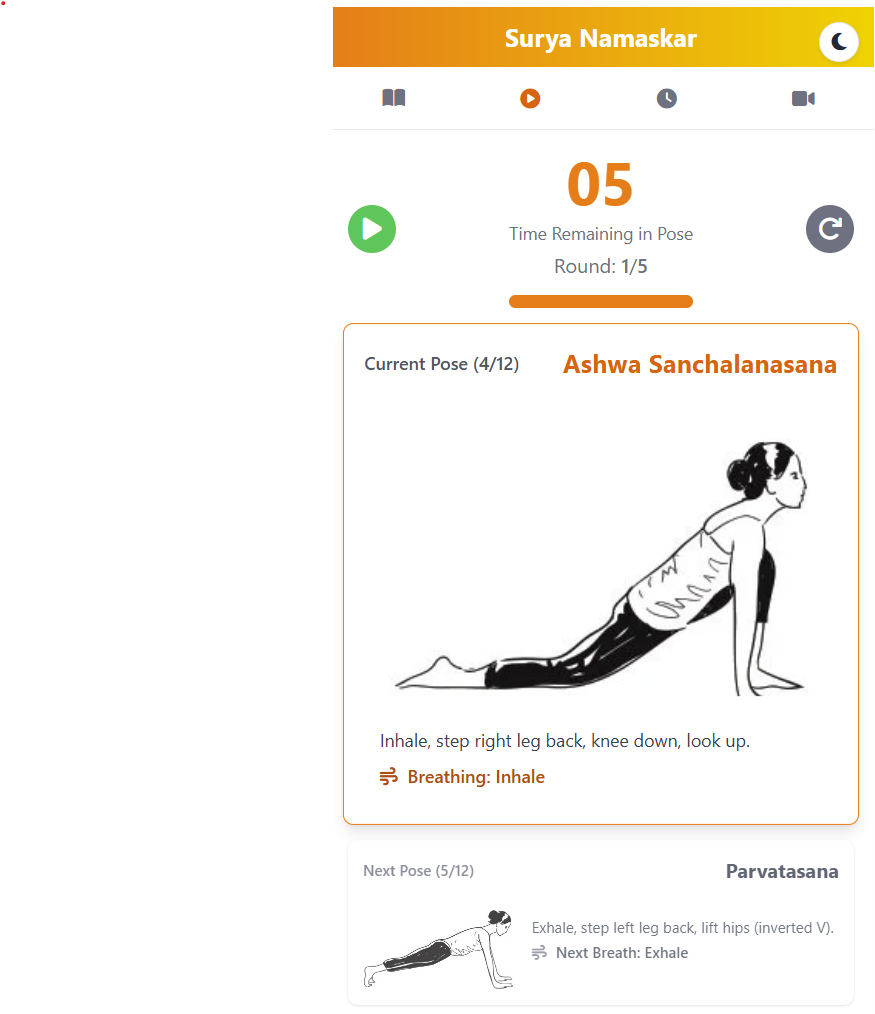 Surya Namaskar
05
Time Remaining in Pose
Round: 1/5
Current Pose (4/12)
Ashwa Sanchalanasana
Inhale, step right leg back, knee down, look up.
Breathing: Inhale
Next Pose (5/12)
Parvatasana
Exhale, step left leg back, lift hips (inverted V).
Next Breath: Exhale